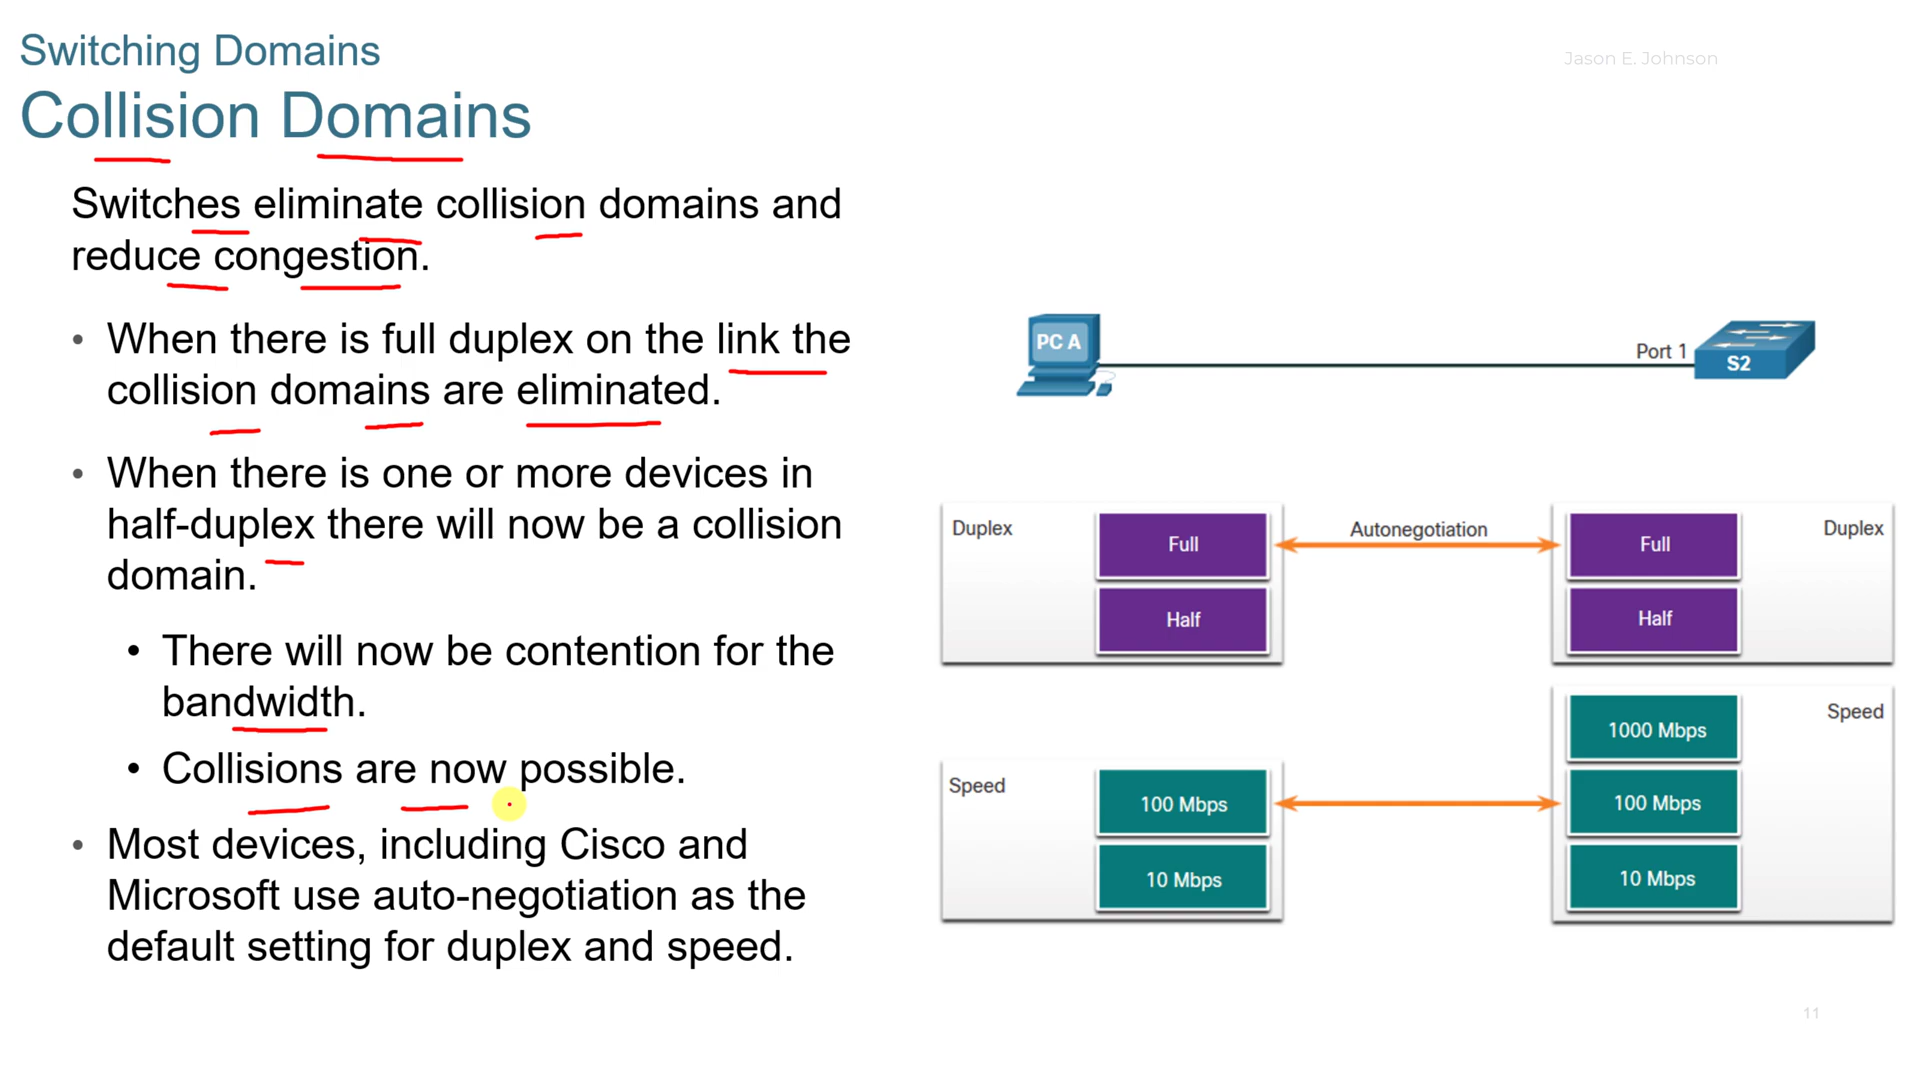 Switching Domains
Jason E. Johnson
Collision Domains
Switches eliminate collision domains and
reduce congestion.
• When there is full duplex on the link the
collision domains are eliminated.
• When there is one or more devices in
half-duplex there will now be a collision
domain.
• There will now be contention for the
bandwidth.
• Collisions are now possible.
• Most devices, including Cisco and
Microsoft use auto-negotiation as the
default setting for duplex and speed.
PC A
Port 1
S2
Duplex
Full
Half
Autonegotiation
Full
Half
Duplex
Speed
100 Mbps
10 Mbps
1000 Mbps
100 Mbps
10 Mbps
Speed
11